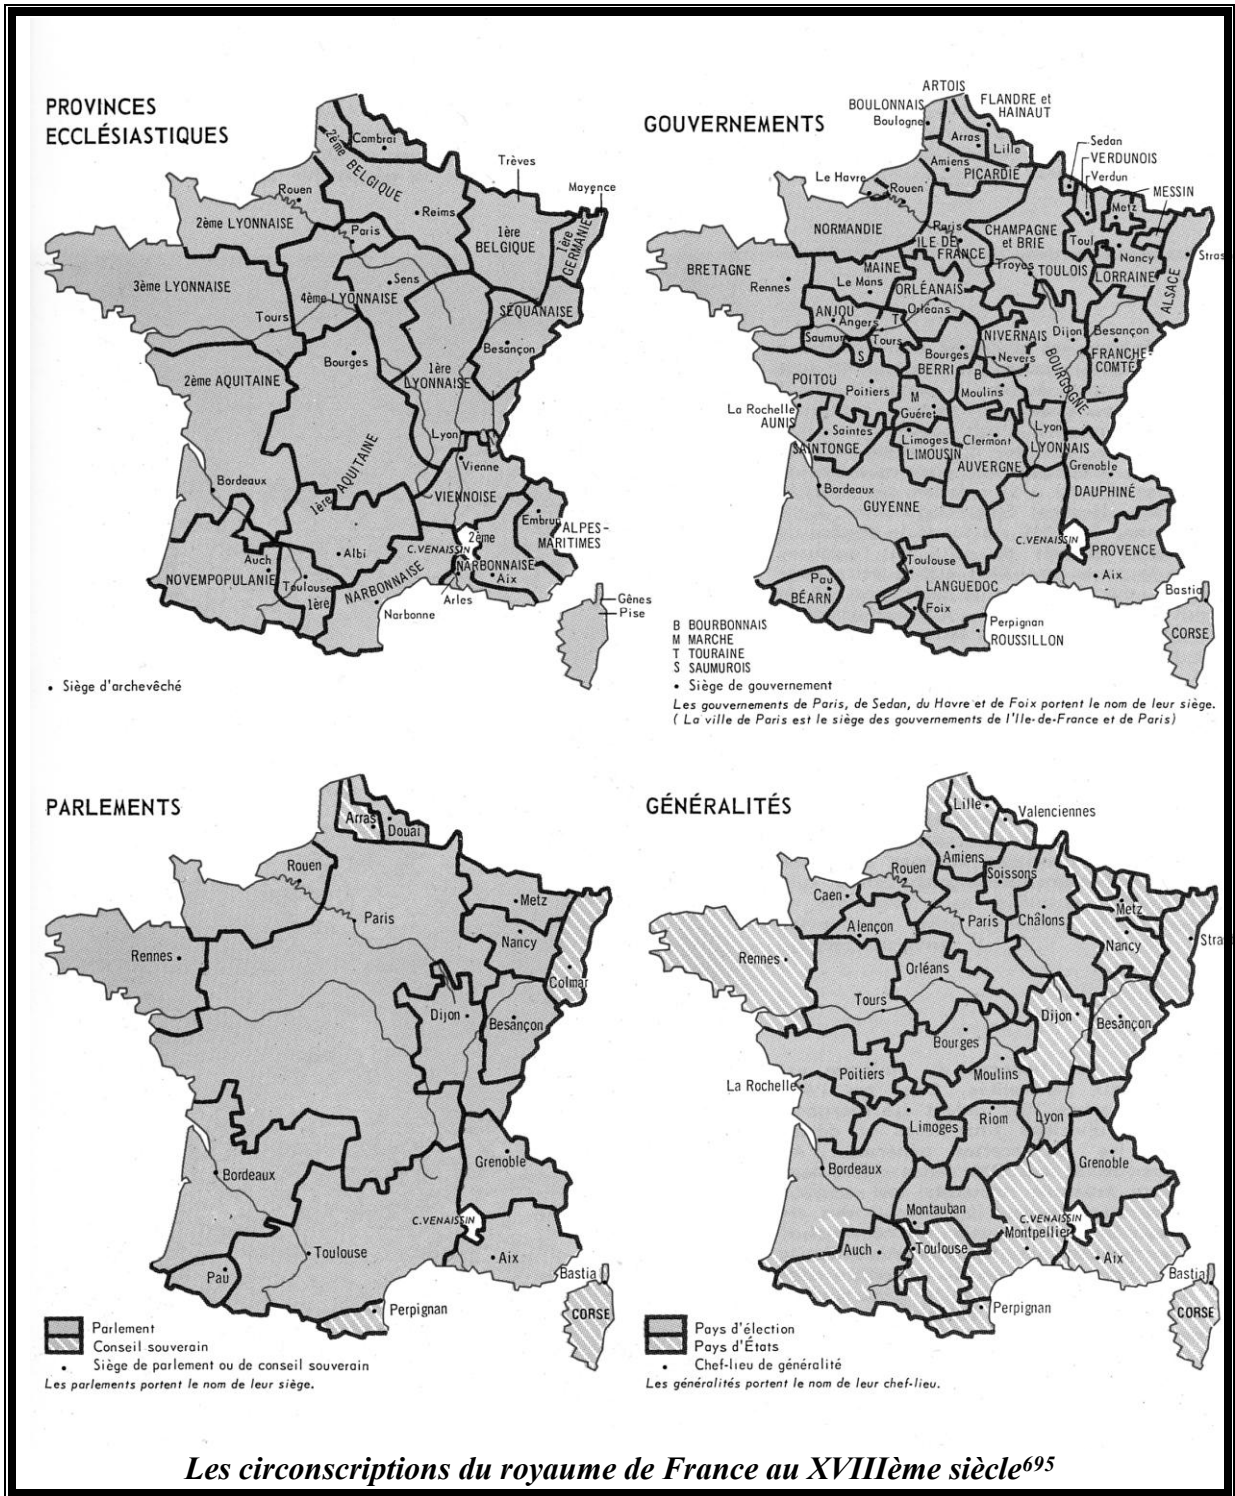 PROVINCES
ECCLÉSIASTIQUES
Cambrai
2ème BELGIQUE
Trèves
Mayence
Rouen
Reims
2ème LYONNAISE
Paris
1ère
BELGIQUE
1ère
GERMANIE
3ème LYONNAISE
Sens
4ème LYONNAISE
SÉQUANAISE
Tours
Besançon
Bourges
1ère
LYONNAISE
2ème AQUITAINE
Lyon
1ère AQUITAINE
Vienne
Bordeaux
VIENNOISE
Embrun
ALPES-
MARITIMES
Albi
C. VENAISSIN
2ème
NARBONNAISE
Auch
NOVEMPOPULANIE
Toulouse
1ère
NARBONNAISE
Aix
Arles
Narbonne
Gênes
Pise
• Siège d'archevêché
GOUVERNEMENTS
ARTOIS
BOULONNAIS
Boulogne
FLANDRE et
HAINAUT
Arras
Lille
Sedan
VERDUNOIS
Verdun
MESSIN
Amiens
PICARDIE
Le Havre
Rouen
Metz
NORMANDIE
Paris
ILE DE
FRANCE
CHAMPAGNE
et BRIE
Toul
Nancy
Stras
BRETAGNE
Rennes
MAINE
Le Mans
Troyes
TOULOIS
LORRAINE
ALSACE
ORLÉANAIS
Orléans
ANJOU
Angers
T
Saumur
Tours
NIVERNAIS
Nevers
Dijon
Besançon
FRANCHE-
COMTÉ
S
Bourges
BERRI
BOURGOGNE
POITOU
Poitiers
B
Moulins
M
Guéret
La Rochelle
AUNIS
Saintes
SAINTONGE
Limoges
LIMOUSIN
Clermont
AUVERGNE
Lyon
LYONNAIS
Grenoble
DAUPHINÉ
Bordeaux
GUYENNE
C. VENAISSIN
PROVENCE
Aix
Toulouse
LANGUEDOC
Pau
BÉARN
Foix
Perpignan
ROUSSILLON
Bastia
CORSE
B BOURBONNAIS
M MARCHE
T TOURAINE
S SAUMUROIS
• Siège de gouvernement
Les gouvernements de Paris, de Sedan, du Havre et de Foix portent le nom de leur siège.
( La ville de Paris est le siège des gouvernements de l'Ile-de-France et de Paris)
PARLEMENTS
Arras
Douai
Rouen
Metz
Paris
Nancy
Rennes
Colmar
Dijon
Besançon
Bordeaux
Grenoble
C. VENAISSIN
Toulouse
Aix
Pau
Perpignan
Bastia
CORSE
Parlement
Conseil souverain
• Siège de parlement ou de conseil souverain
Les parlements portent le nom de leur siège.
GÉNÉRALITÉS
Lille
Valenciennes
Amiens
Rouen
Soissons
Caen
Metz
Alençon
Paris
Châlons
Nancy
Stra
Rennes
Orléans
Tours
Dijon
Besançon
Bourges
Poitiers
Moulins
La Rochelle
Limoges
Riom
Lyon
Bordeaux
Grenoble
Montauban
C. VENAISSIN
Montpellier
Auch
Toulouse
Aix
Bastia
Perpignan
CORSE
Pays d'élection
Pays d'États
• Chef-lieu de généralité
Les généralités portent le nom de leur chef-lieu.
Les circonscriptions du royaume de France au XVIIIème siècle695